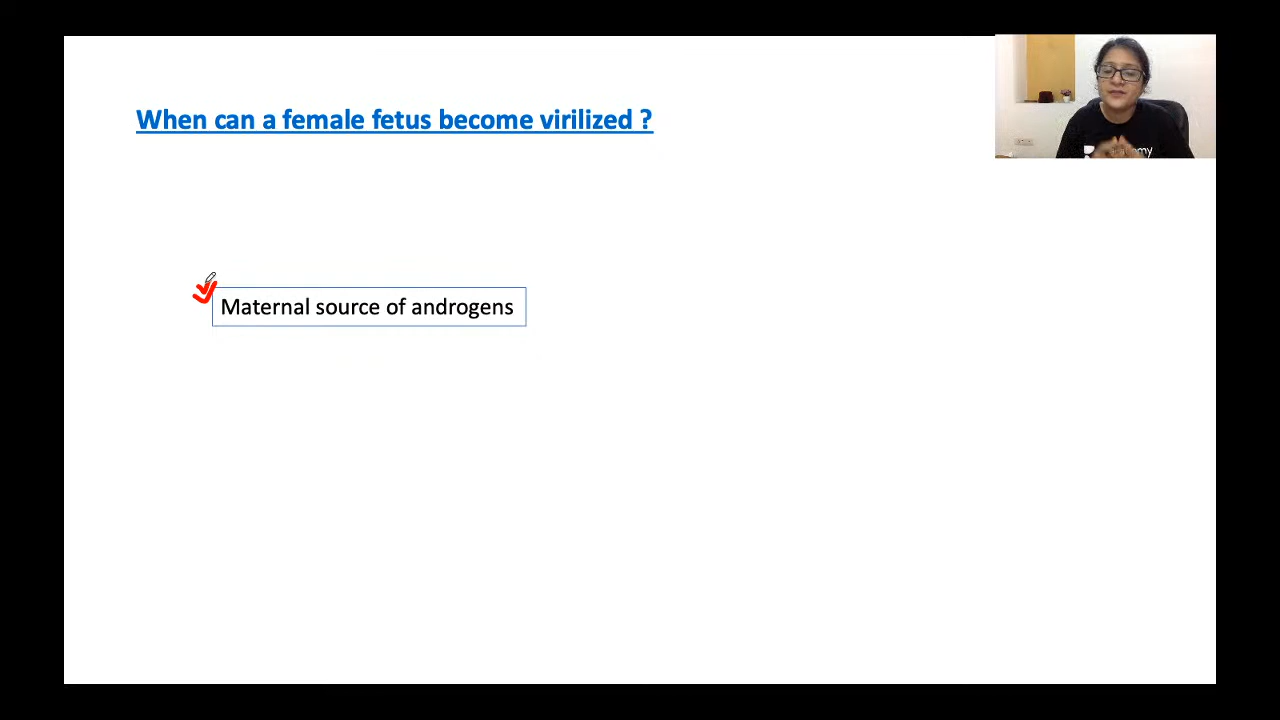 When can a female fetus become virilized ?
Maternal source of androgens